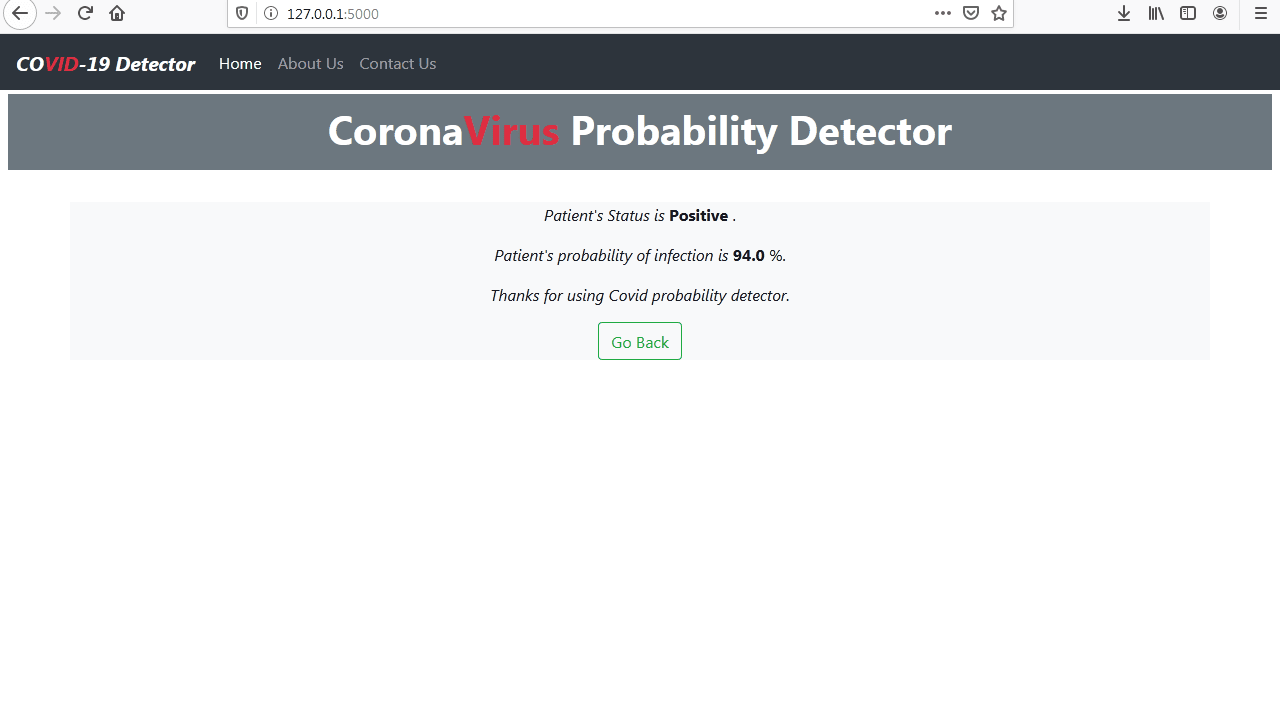 127.0.0.1:5000
COVID-19 Detector Home About Us Contact Us
CoronaVirus Probability Detector
Patient's Status is Positive .
Patient's probability of infection is 94.0 %.
Thanks for using Covid probability detector.
Go Back